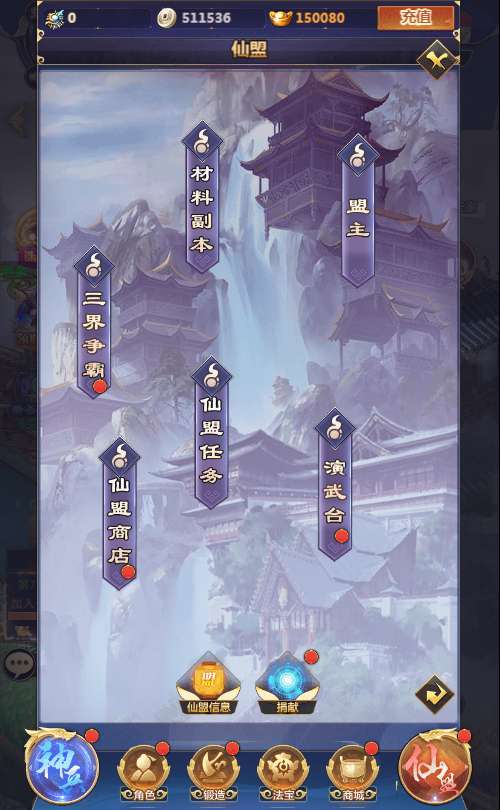 0
511536
150080
充值
仙盟
材料副本
盟主
三界争霸
仙盟任务
演武台
仙盟商店
加入
仙盟信息
捐献
神兵
角色
锻造
法宝
商城
仙盟